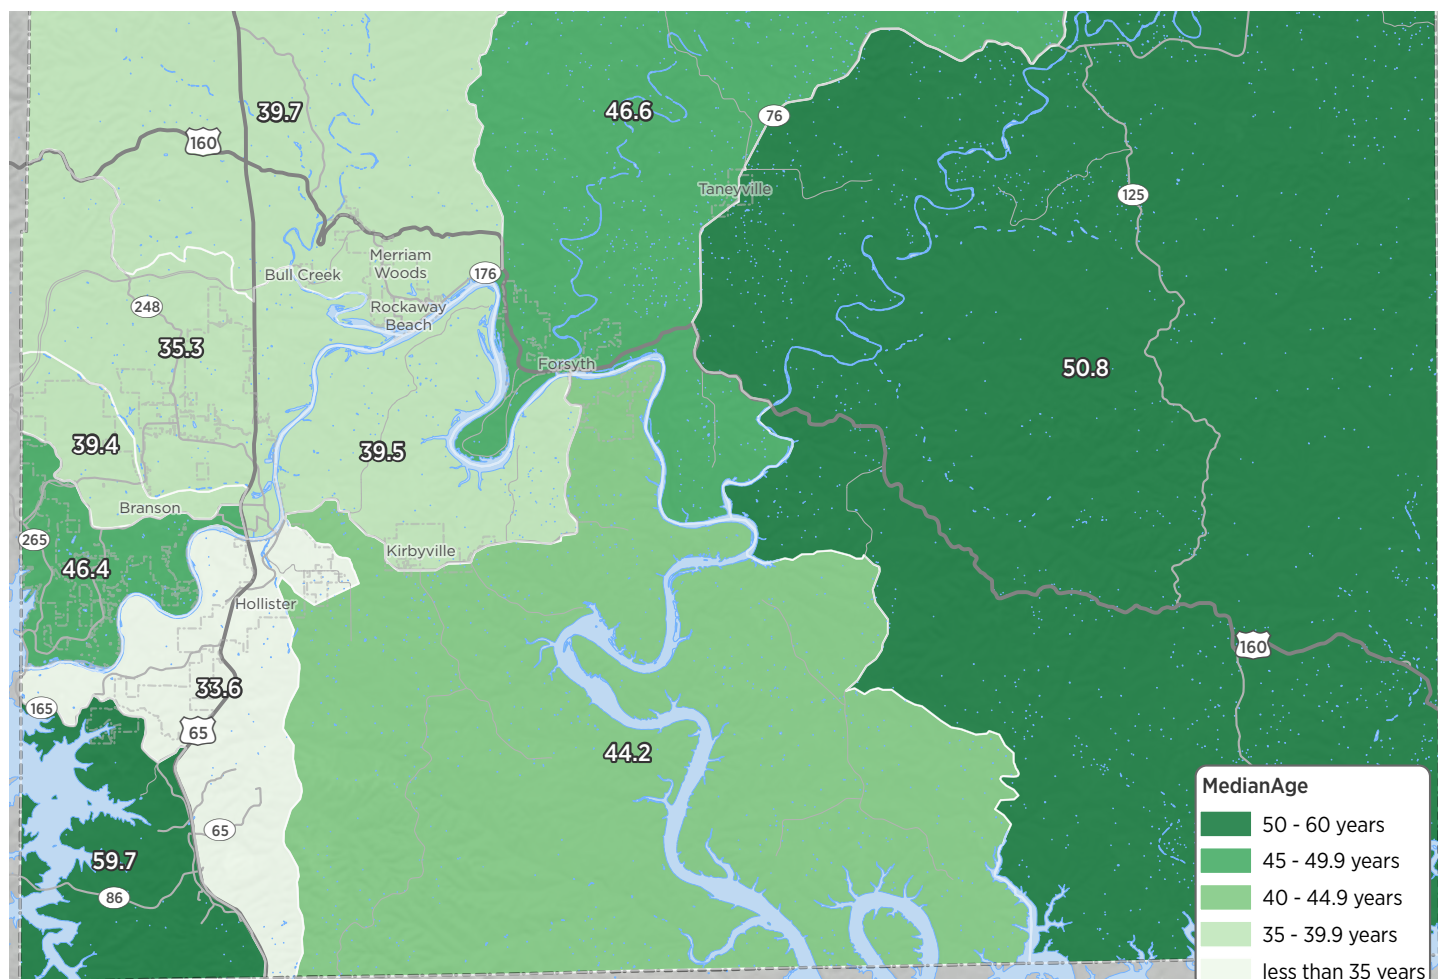 39.7
46.6
76
160
Taneyville
125
Merriam
Woods
Bull Creek
176
248
Rockaway
Beach
35.3
Forsyth
50.8
39.4
39.5
Branson
265
Kirbyville
46.4
Hollister
160
33.6
165
65
44.2
65
59.7
86
MedianAge
50 - 60 years
45 - 49.9 years
40 - 44.9 years
35 - 39.9 years
less than 35 years